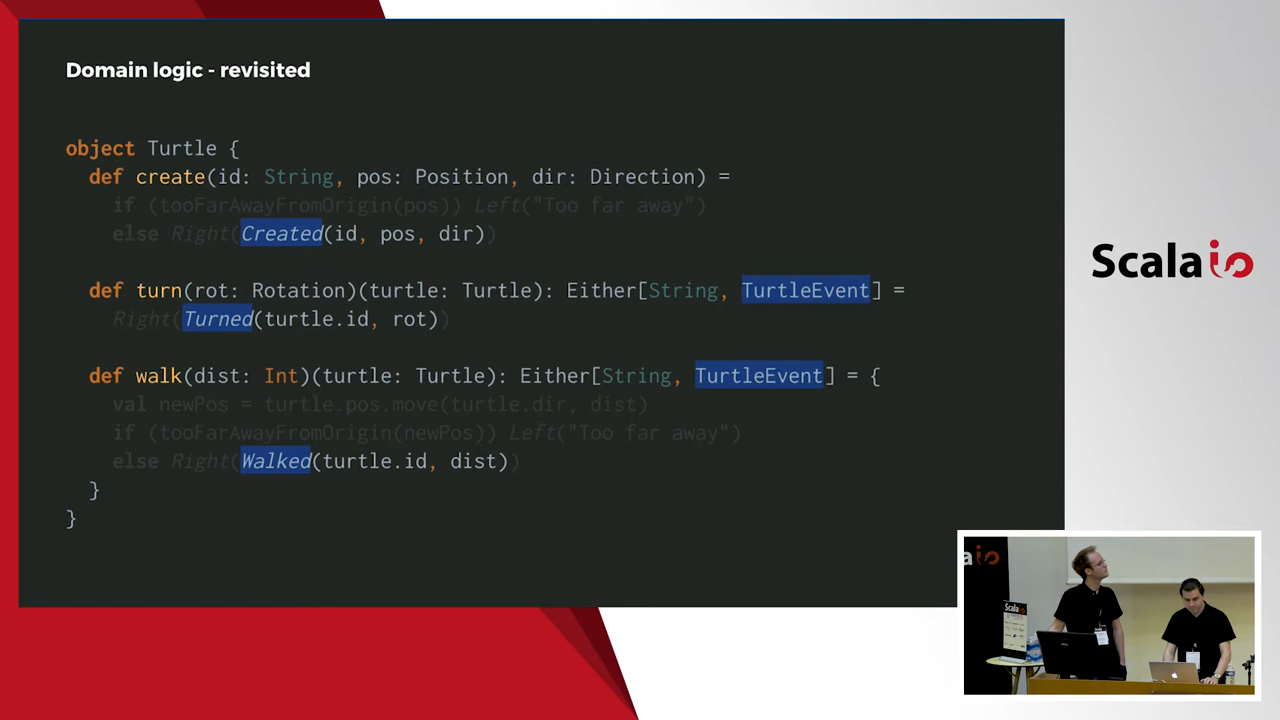 Domain logic - revisited
object Turtle {
def create(id: String, pos: Position, dir: Direction) =
if (tooFarAwayFromOrigin(pos)) Left("Too far away")
else Right(Created(id, pos, dir))
def turn(rot: Rotation)(turtle: Turtle): Either[String, TurtleEvent] =
Right(Turned(turtle.id, rot))
def walk(dist: Int)(turtle: Turtle): Either[String, TurtleEvent] = {
val newPos = turtle.pos.move(turtle.dir, dist)
if (tooFarAwayFromOrigin(newPos)) Left("Too far away")
else Right(Walked(turtle.id, dist))
}
}
Scala io
a io
Scala io